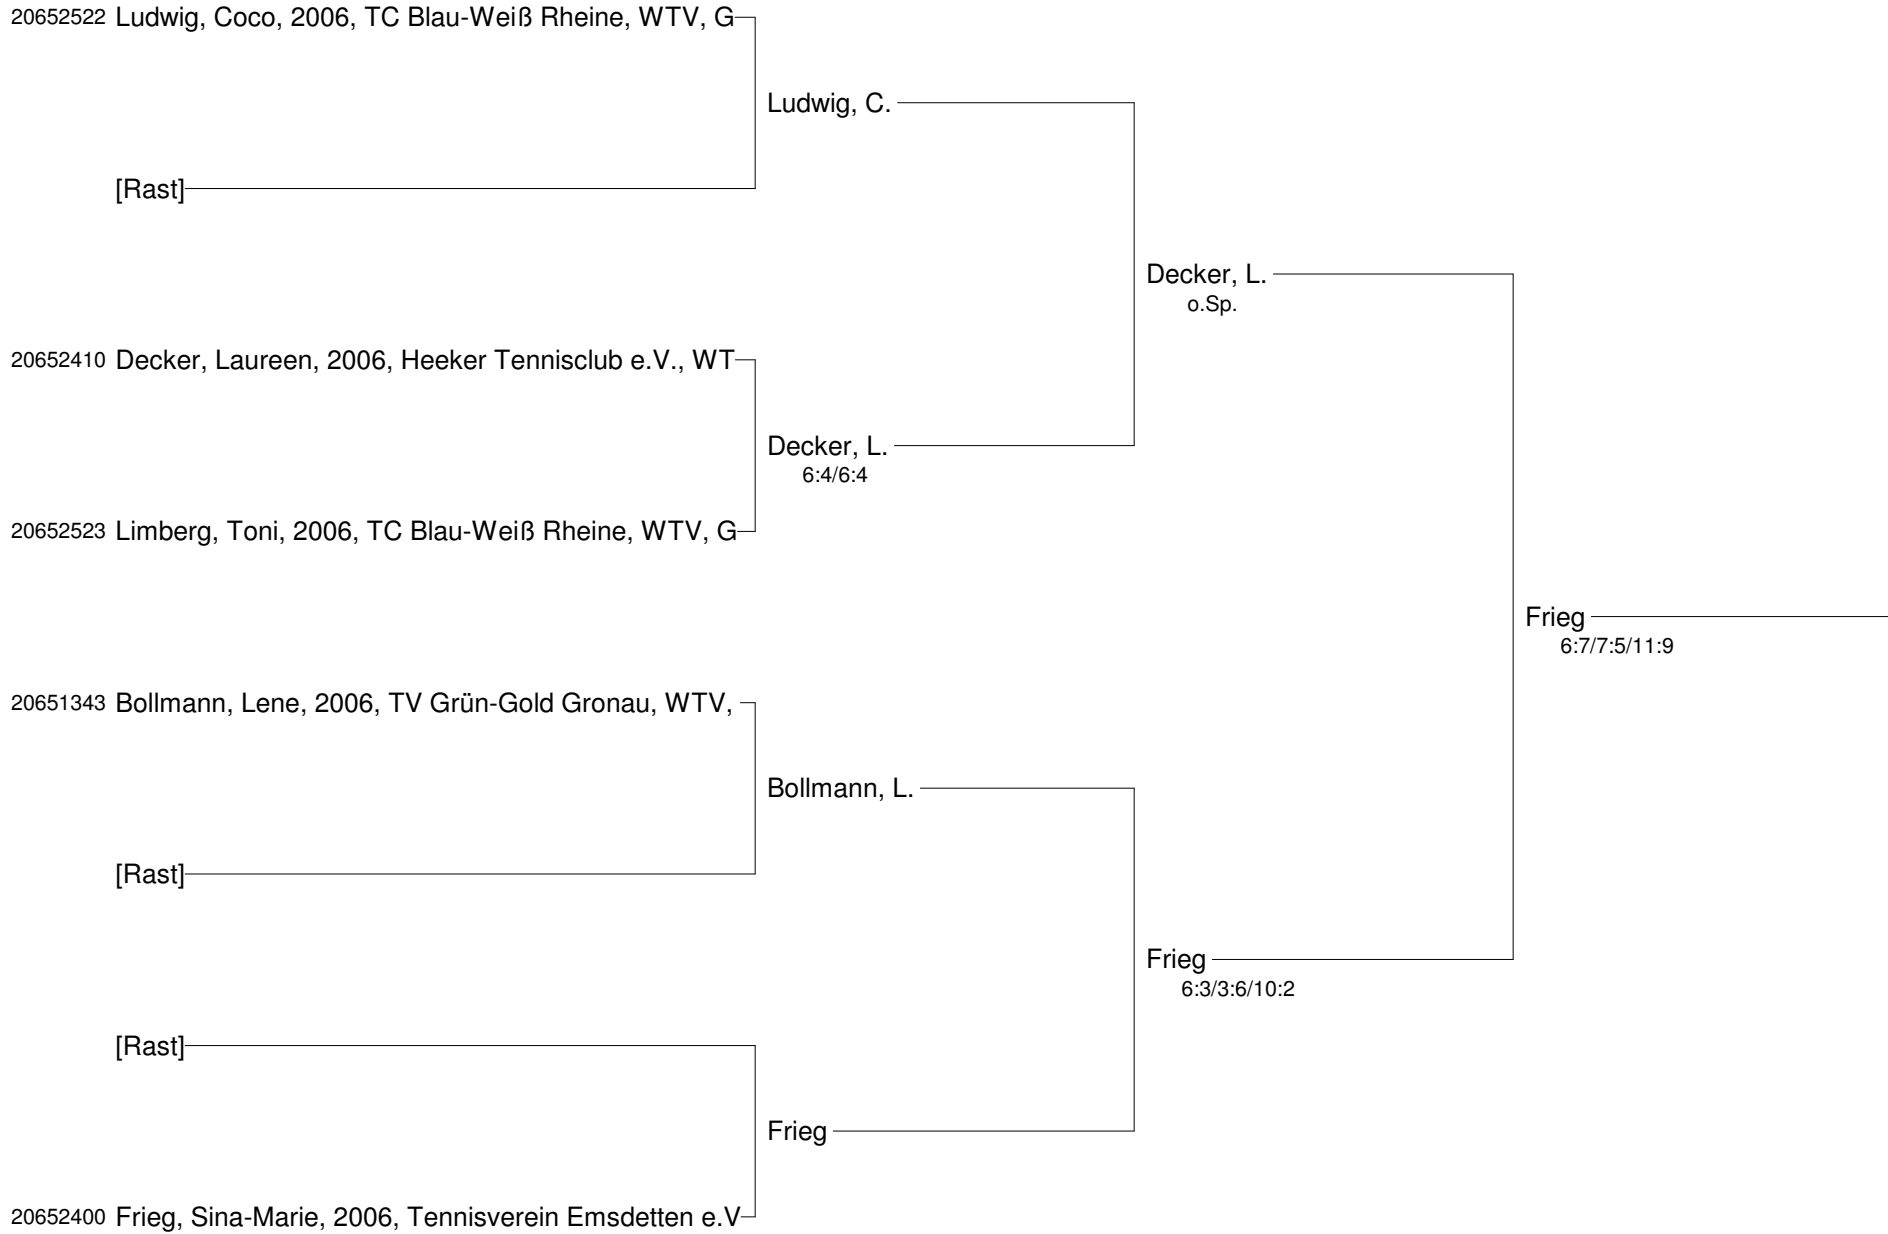 20652522 Ludwig, Coco, 2006, TC Blau-Weiß Rheine, WTV, G
Ludwig, C.
[Rast]
Decker, L.
o.Sp.
20652410 Decker, Laureen, 2006, Heeker Tennisclub e.V., WT
Decker, L.
6:4/6:4
20652523 Limberg, Toni, 2006, TC Blau-Weiß Rheine, WTV, G
Frieg
6:7/7:5/11:9
20651343 Bollmann, Lene, 2006, TV Grün-Gold Gronau, WTV,
Bollmann, L.
[Rast]
Frieg
6:3/3:6/10:2
[Rast]
Frieg
20652400 Frieg, Sina-Marie, 2006, Tennisverein Emsdetten e.V